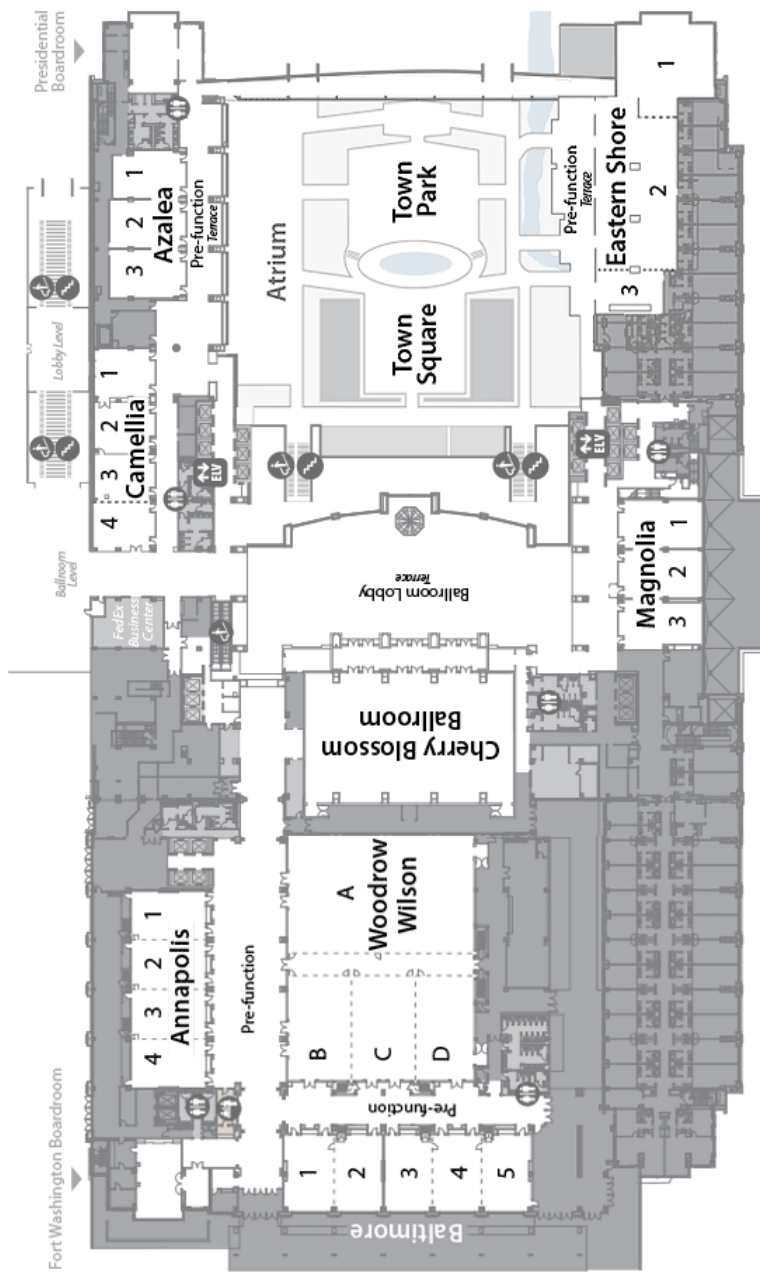 Presidential
Boardroom
1
2
3
Azalea
Pre-function
Terrace
Lobby Level
1
2
3
4
Camellia
ELV
Ballroom
Level
FedEx
Business
Center
Atrium
Town
Park
Town
Square
1
2
3
Eastern Shore
Pre-function
Terrace
ELV
Ballroom Lobby
Terrace
1
2
3
Magnolia
Cherry Blossom
Ballroom
1
2
3
4
Annapolis
Pre-function
A
Woodrow
Wilson
B
C
D
Pre-function
1
2
3
4
5
Baltimore
Fort Washington Boardroom